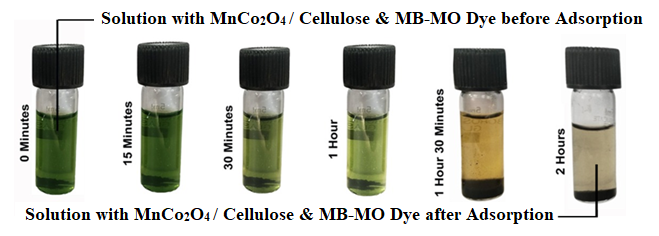 Solution with MnCo₂O₄ / Cellulose & MB-MO Dye before Adsorption
0 Minutes
15 Minutes
30 Minutes
1 Hour
1 Hour 30 Minutes
2 Hours
Solution with MnCo₂O₄ / Cellulose & MB-MO Dye after Adsorption